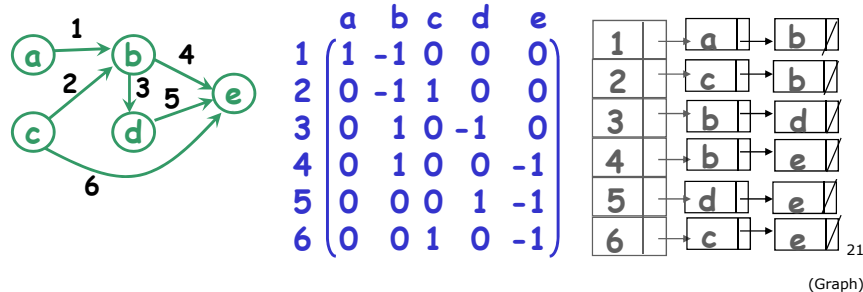 1
a
b
4
2
3
5
e
c
d
6
a b c d e
1 1 -1 0 0 0
2 0 -1 1 0 0
3 0 1 0 -1 0
4 0 1 0 0 -1
5 0 0 0 1 -1
6 0 0 1 0 -1
1 a b
2 c b
3 b d
4 b e
5 d e
6 c e
21
(Graph)